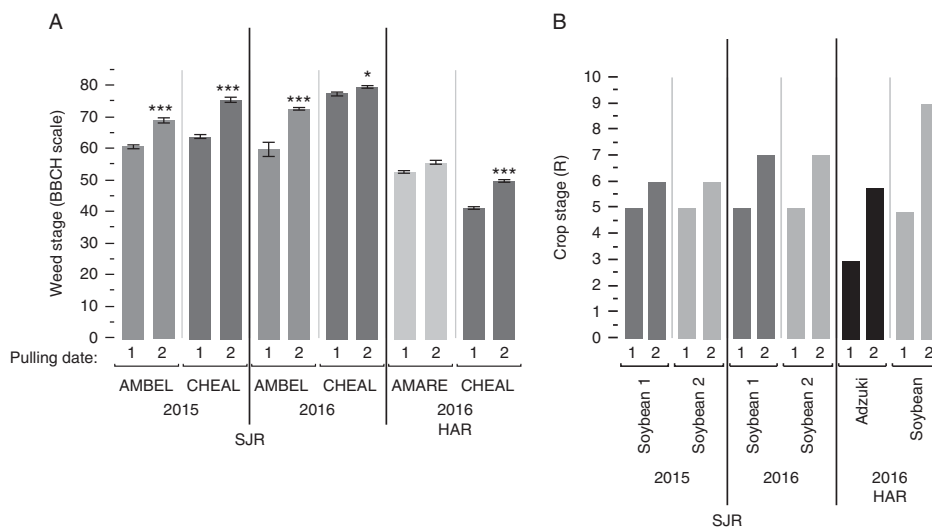 A
Weed stage (BBCH scale)
80
70
60
50
40
30
20
10
0
*** *** *** * ***
Pulling date: 1 2 1 2 1 2 1 2 1 2 1 2
AMBEL CHEAL AMBEL CHEAL AMARE CHEAL
2015 2016 2016
HAR
SJR
B
Crop stage (R)
10
9
8
7
6
5
4
3
2
1
0
1 2 1 2 1 2 1 2 1 2 1 2
Soybean 1 Soybean 2 Soybean 1 Soybean 2 Adzuki Soybean
2015 2016 2016
HAR
SJR